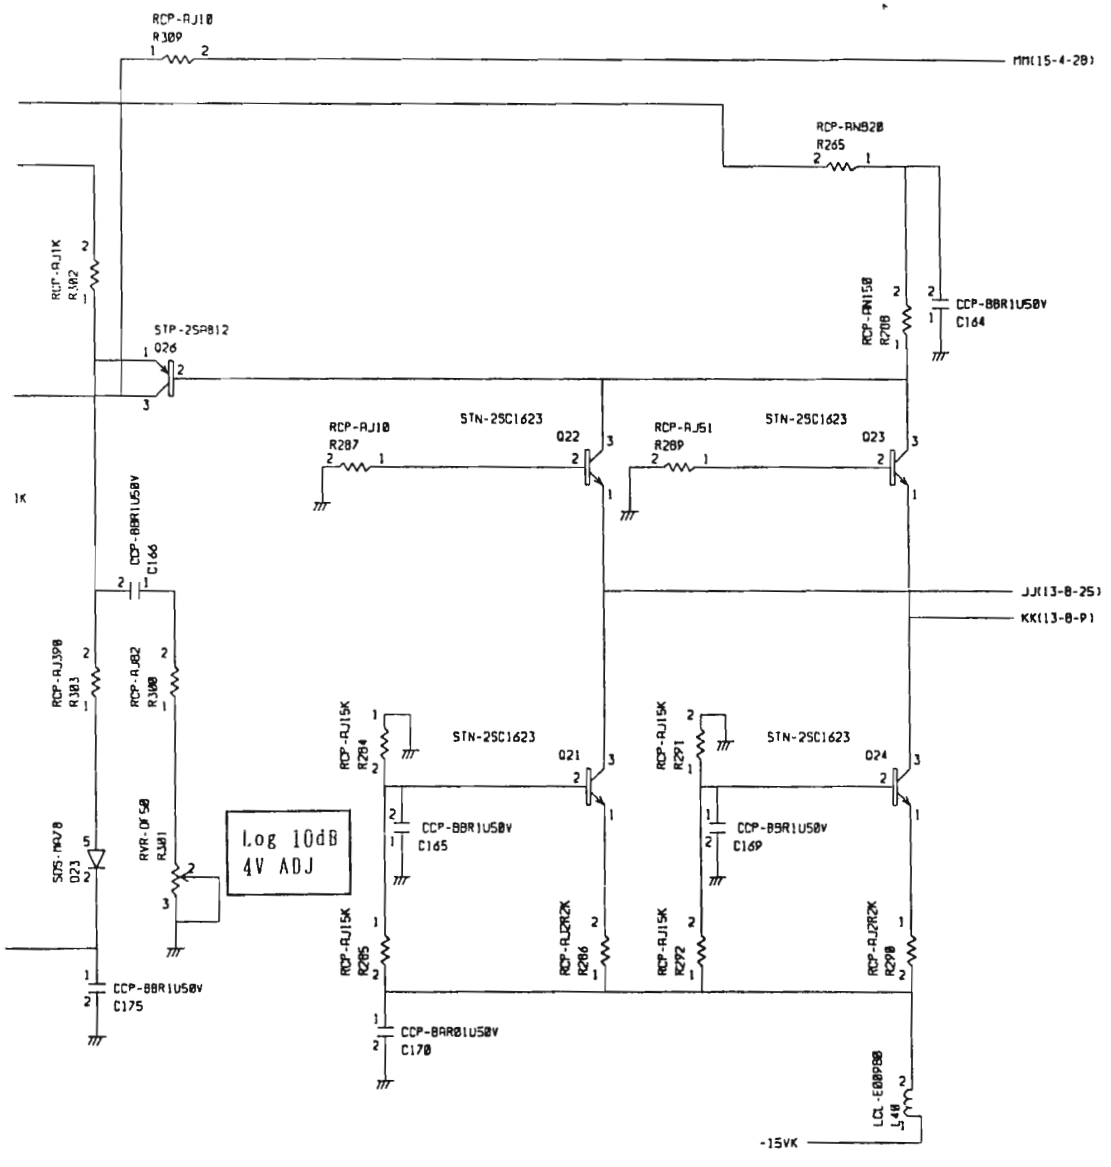 RCP-AJ10
R309
1 2
MM(15-4-28)
RCP-AN820
R265
2 1
RCP-AJ1K
R302
2
1
RCP-AN150
R288
2
1
2
1
CCP-BBR1U50V
C164
STP-2SA812
Q26
1
2
3
STN-2SC1623
Q22
3
2
1
RCP-AJ10
R287
2 1
RCP-AJ51
R289
2 1
STN-2SC1623
Q23
3
2
1
1K
CCP-BBR1U50V
C166
2 1
JJ(13-8-25)
KK(13-8-9)
RCP-AJ390
R303
2
1
RCP-AJ82
R300
2
1
RCP-AJ15K
R284
1
2
STN-2SC1623
Q21
3
2
1
RCP-AJ15K
R291
2
1
STN-2SC1623
Q24
3
2
1
SDS-MA78
D23
5
2
RVR-DF50
R301
2
3
Log 10dB
4V ADJ
2
1
CCP-BBR1U50V
C165
1
2
CCP-BBR1U50V
C169
RCP-AJ15K
R285
1
2
RCP-AJ2R2K
R286
2
1
RCP-AJ15K
R292
2
1
RCP-AJ2R2K
R290
1
2
1
2
CCP-BBR1U50V
C175
1
2
CCP-BAR01U50V
C170
LCL-E00980
L40
2
1
-15VK